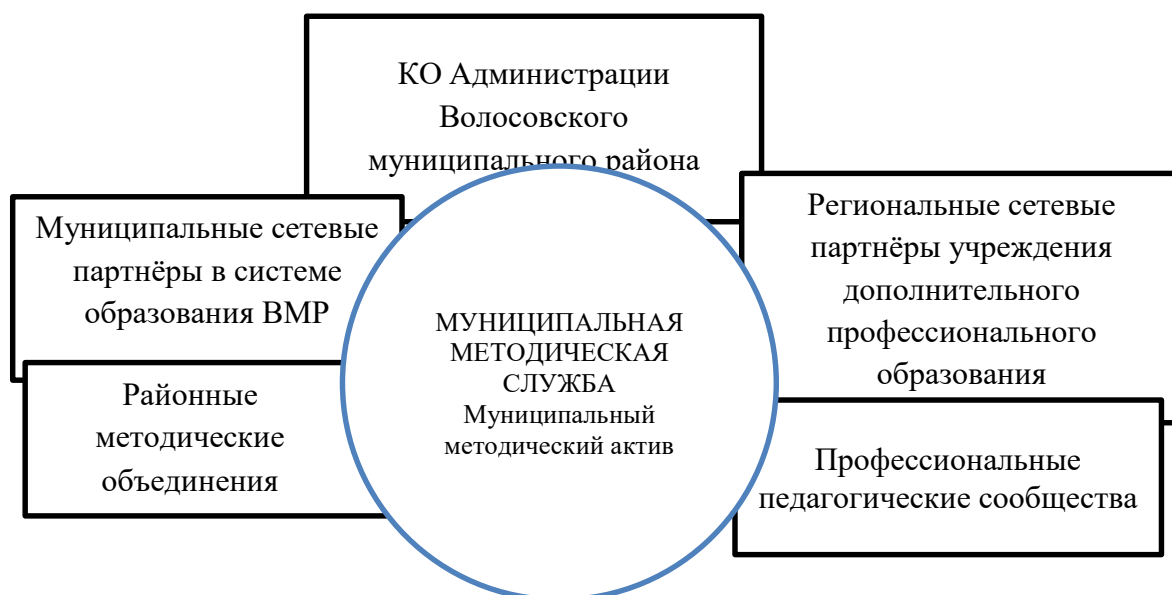 КО Администрации
Волосовского
муниципального района
Муниципальные сетевые
партнёры в системе
образования ВМР
Региональные сетевые
партнёры учреждения
дополнительного
профессионального
образования
МУНИЦИПАЛЬНАЯ
МЕТОДИЧЕСКАЯ
СЛУЖБА
Муниципальный
методический актив
Районные
методические
объединения
Профессиональные
педагогические сообщества